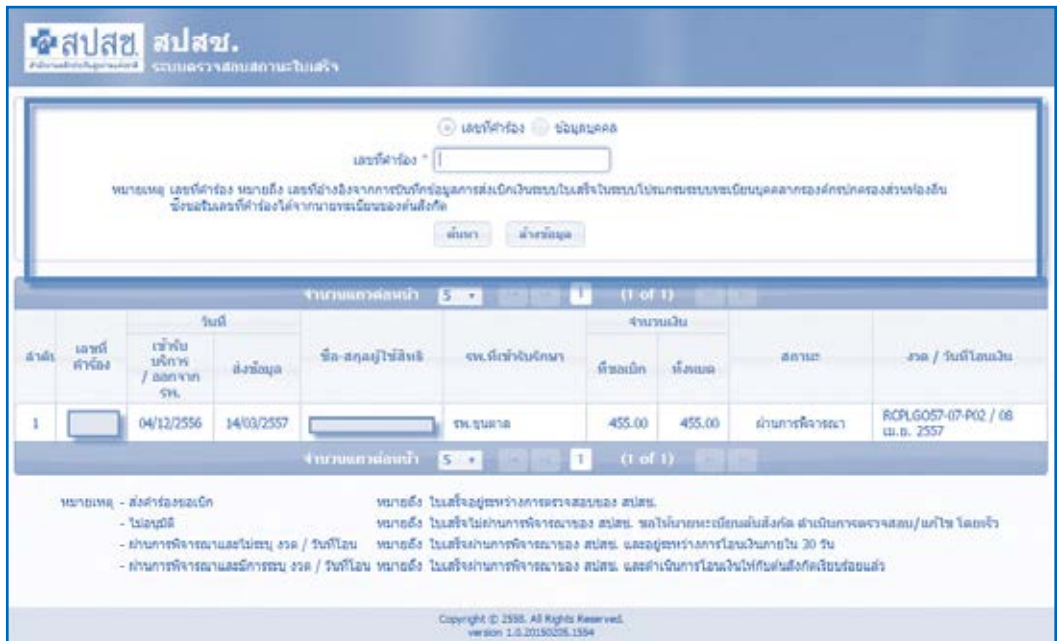 สปสช. สปสช.
สำนักงานหลักประกันสุขภาพแห่งชาติ ระบบตรวจสอบสถานะใบเสร็จ
เลขที่คำร้อง ข้อมูลบุคคล
เลขที่คำร้อง *
หมายเหตุ เลขที่คำร้อง หมายถึง เลขที่อ้างอิงจากการบันทึกข้อมูลการส่งเบิกเงินระบบใบเสร็จในระบบโปรแกรมระบบทะเบียนบุคลากรองค์กรปกครองส่วนท้องถิ่น
ซึ่งขอรับเลขที่คำร้องได้จากนายทะเบียนของต้นสังกัด
ค้นหา ล้างข้อมูล
จำนวนแถวต่อหน้า 5 1 (1 of 1)
ลำดับ เลขที่คำร้อง วันที่ ชื่อ-สกุลผู้ใช้สิทธิ รพ.ที่เข้ารับรักษา จำนวนเงิน สถานะ งวด / วันที่โอนเงิน
เข้ารับบริการ / ออกจาก รพ. ส่งข้อมูล ที่ขอเบิก ทั้งหมด
1 04/12/2556 14/03/2557 รพ.ขุนตาล 455.00 455.00 ผ่านการพิจารณา RCPLGO57-07-P02 / 08
เม.ย. 2557
จำนวนแถวต่อหน้า 5 1 (1 of 1)
หมายเหตุ - ส่งคำร้องขอเบิก หมายถึง ใบเสร็จอยู่ระหว่างการตรวจสอบของ สปสช.
- ไม่อนุมัติ หมายถึง ใบเสร็จไม่ผ่านการพิจารณาของ สปสช. ขอให้นายทะเบียนต้นสังกัด ดำเนินการตรวจสอบ/แก้ไข โดยเร็ว
- ผ่านการพิจารณาและไม่ระบุ งวด / วันที่โอน หมายถึง ใบเสร็จผ่านการพิจารณาของ สปสช. และอยู่ระหว่างการโอนเงินภายใน 30 วัน
- ผ่านการพิจารณาและมีการระบุ งวด / วันที่โอน หมายถึง ใบเสร็จผ่านการพิจารณาของ สปสช. และดำเนินการโอนเงินให้กับต้นสังกัดเรียบร้อยแล้ว
Copyright © 2558. All Rights Reserved.
version 1.0.20150205.1554